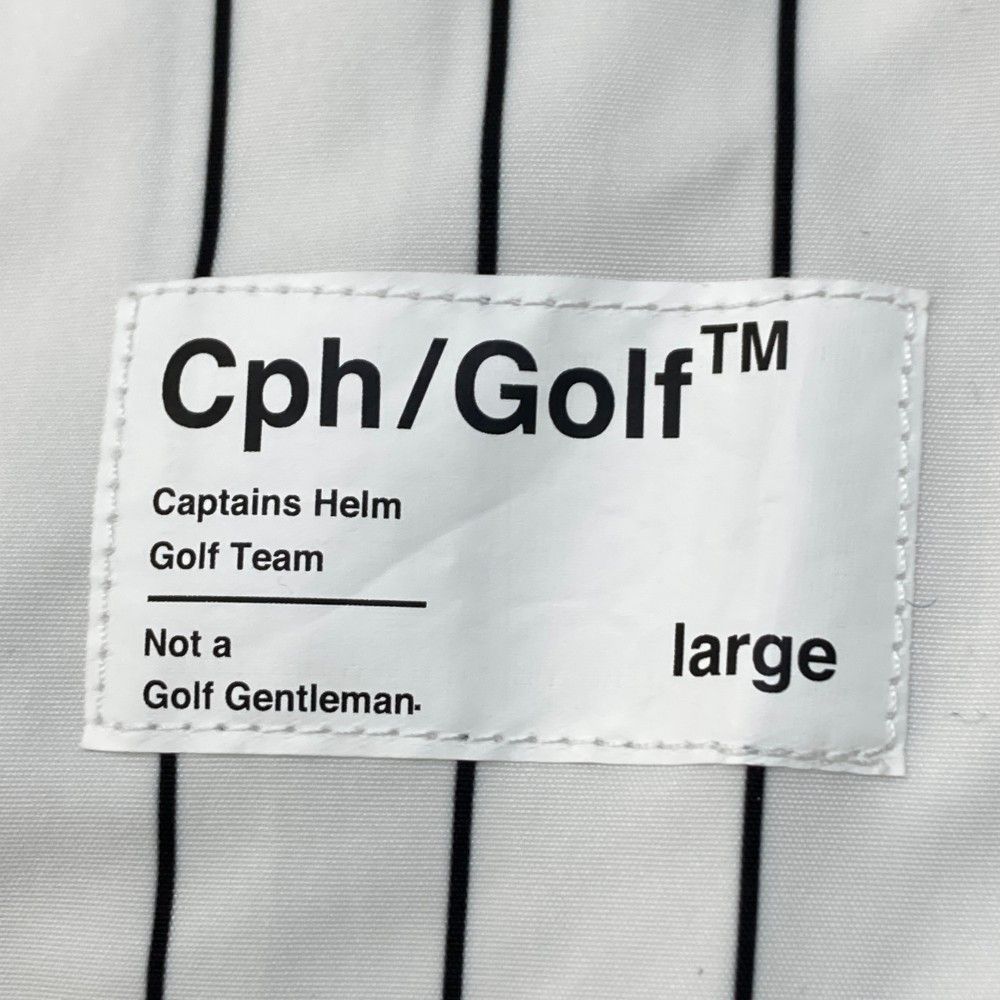 Cph/Golf™
Captains Helm
Golf Team
Not a
Golf Gentleman.
large